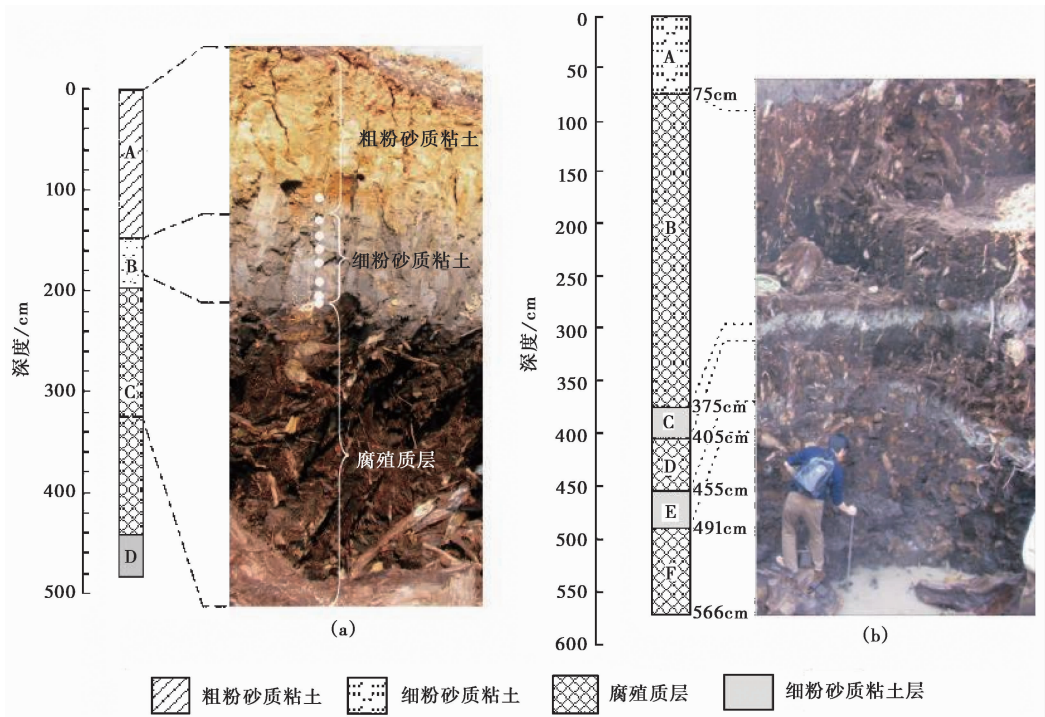 0
100
200
300
400
500
深度/cm
A
B
C
D
粗粉砂质粘土
细粉砂质粘土
腐殖质层
(a)
0
50
100
150
200
250
300
350
400
450
500
550
600
深度/cm
A
75cm
B
375cm
C
405cm
D
455cm
E
491cm
F
566cm
(b)
粗粉砂质粘土
细粉砂质粘土
腐殖质层
细粉砂质粘土层